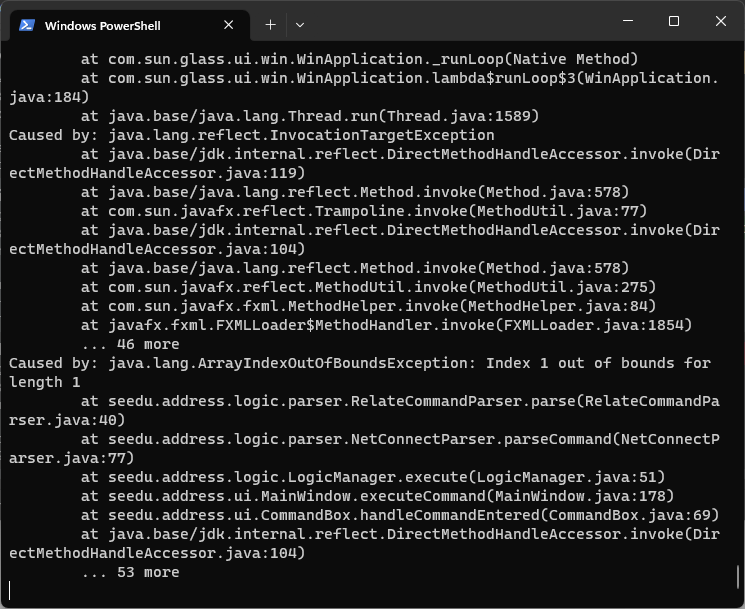 Windows PowerShell
at com.sun.glass.ui.win.WinApplication._runLoop(Native Method)
at com.sun.glass.ui.win.WinApplication.lambda$runLoop$3(WinApplication.
java:184)
at java.base/java.lang.Thread.run(Thread.java:1589)
Caused by: java.lang.reflect.InvocationTargetException
at java.base/jdk.internal.reflect.DirectMethodHandleAccessor.invoke(Dir
ectMethodHandleAccessor.java:119)
at java.base/java.lang.reflect.Method.invoke(Method.java:578)
at com.sun.javafx.reflect.Trampoline.invoke(MethodUtil.java:77)
at java.base/jdk.internal.reflect.DirectMethodHandleAccessor.invoke(Dir
ectMethodHandleAccessor.java:104)
at java.base/java.lang.reflect.Method.invoke(Method.java:578)
at com.sun.javafx.reflect.MethodUtil.invoke(MethodUtil.java:275)
at com.sun.javafx.fxml.MethodHelper.invoke(MethodHelper.java:84)
at javafx.fxml.FXMLLoader$MethodHandler.invoke(FXMLLoader.java:1854)
... 46 more
Caused by: java.lang.ArrayIndexOutOfBoundsException: Index 1 out of bounds for
length 1
at seedu.address.logic.parser.RelateCommandParser.parse(RelateCommandPa
rser.java:40)
at seedu.address.logic.parser.NetConnectParser.parseCommand(NetConnectP
arser.java:77)
at seedu.address.logic.LogicManager.execute(LogicManager.java:51)
at seedu.address.ui.MainWindow.executeCommand(MainWindow.java:178)
at seedu.address.ui.CommandBox.handleCommandEntered(CommandBox.java:69)
at java.base/jdk.internal.reflect.DirectMethodHandleAccessor.invoke(Dir
ectMethodHandleAccessor.java:104)
... 53 more